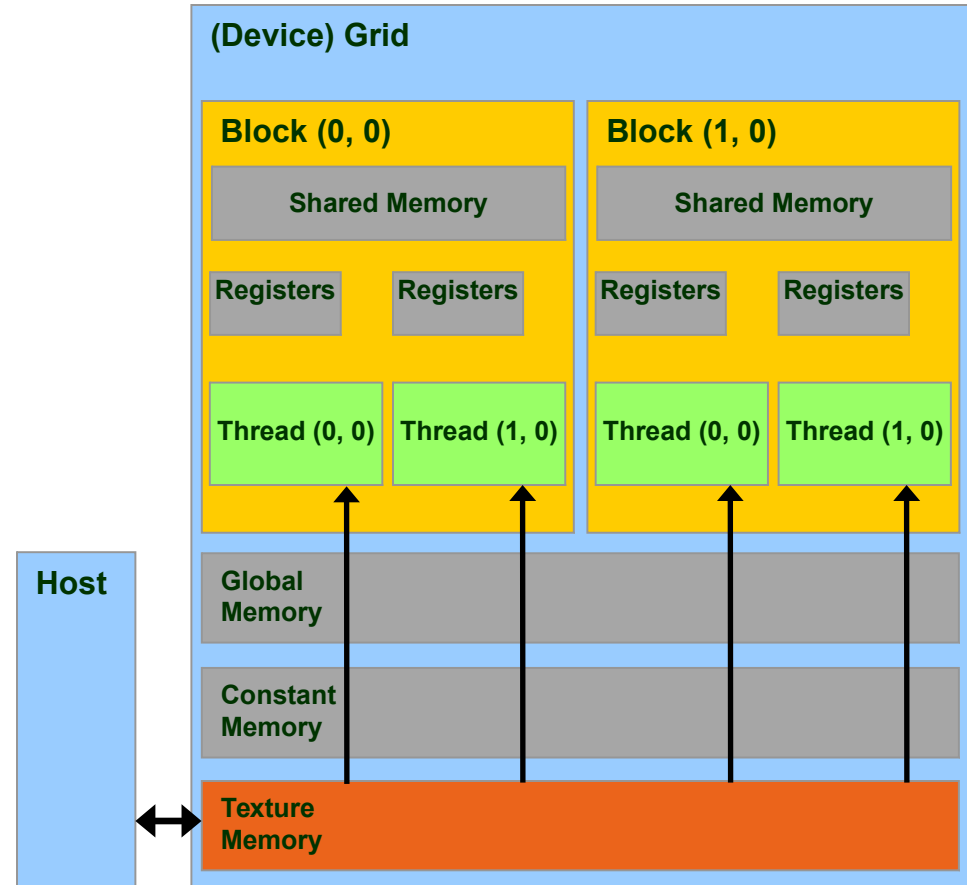 (Device) Grid
Block (0, 0)
Block (1, 0)
Shared Memory
Shared Memory
Registers
Registers
Registers
Registers
Thread (0, 0)
Thread (1, 0)
Thread (0, 0)
Thread (1, 0)
Host
Global
Memory
Constant
Memory
Texture
Memory